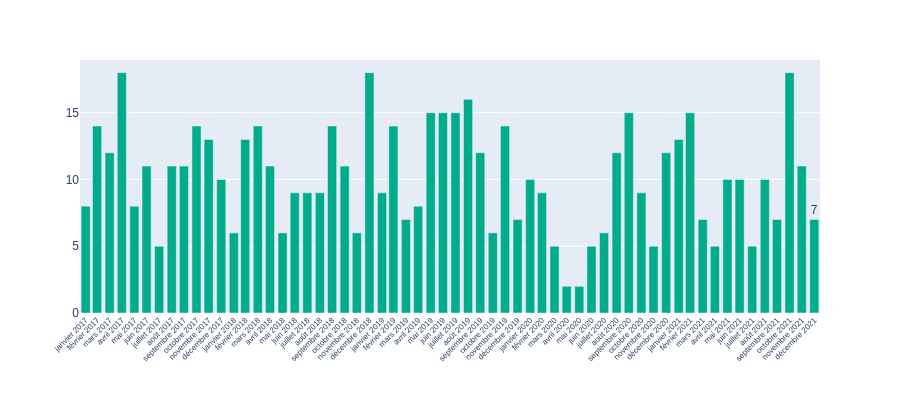 15
10
5
0
7
janvier 2017
février 2017
mars 2017
avril 2017
mai 2017
juin 2017
juillet 2017
août 2017
septembre 2017
octobre 2017
novembre 2017
décembre 2017
janvier 2018
février 2018
mars 2018
avril 2018
mai 2018
juin 2018
juillet 2018
août 2018
septembre 2018
octobre 2018
novembre 2018
décembre 2018
janvier 2019
février 2019
mars 2019
avril 2019
mai 2019
juin 2019
juillet 2019
août 2019
septembre 2019
octobre 2019
novembre 2019
décembre 2019
janvier 2020
février 2020
mars 2020
avril 2020
mai 2020
juin 2020
juillet 2020
août 2020
septembre 2020
octobre 2020
novembre 2020
décembre 2020
janvier 2021
février 2021
mars 2021
avril 2021
mai 2021
juin 2021
juillet 2021
août 2021
septembre 2021
octobre 2021
novembre 2021
décembre 2021